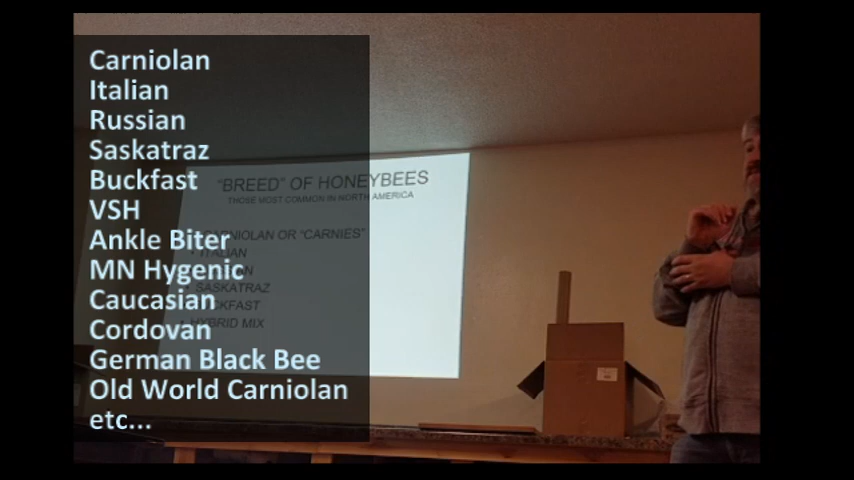 Carniolan
Italian
Russian
Saskatraz
Buckfast
VSH
Ankle Biter
MN Hygenic
Caucasian
Cordovan
German Black Bee
Old World Carniolan
etc...
"BREED" OF HONEYBEES
THOSE MOST COMMON IN NORTH AMERICA
CARNIOLAN OR "CARNIES"
• ITALIAN
SASKATRAZ
HYBRID MIX